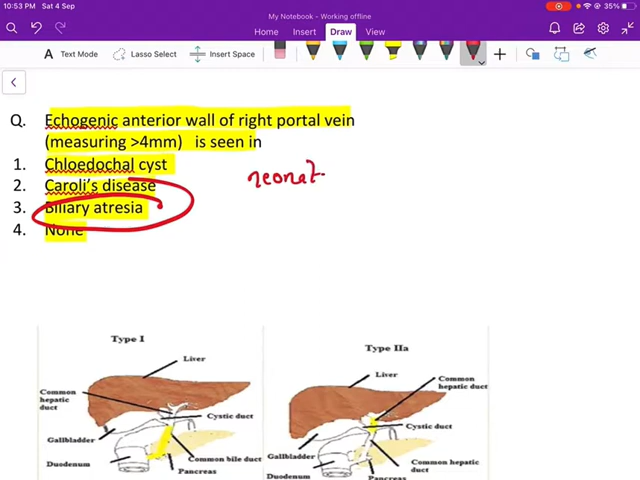 10:53 PM Sat 4 Sep
35%
My Notebook - Working offline
Home Insert Draw View
A Text Mode Lasso Select Insert Space
Q. Echogenic anterior wall of right portal vein
(measuring >4mm) is seen in
1. Chloedochal cyst
2. Caroli's disease
3. Biliary atresia
4. None
neonat
Type I
Liver
Common
hepatic
duct
Cystic duct
Gallbladder
Common bile duct
Duodenum
Pancreas
Type IIa
Liver
Common
hepatic duct
Cystic duct
Gallbladder
Common
hepatic duct
Duodenum
Pancreas